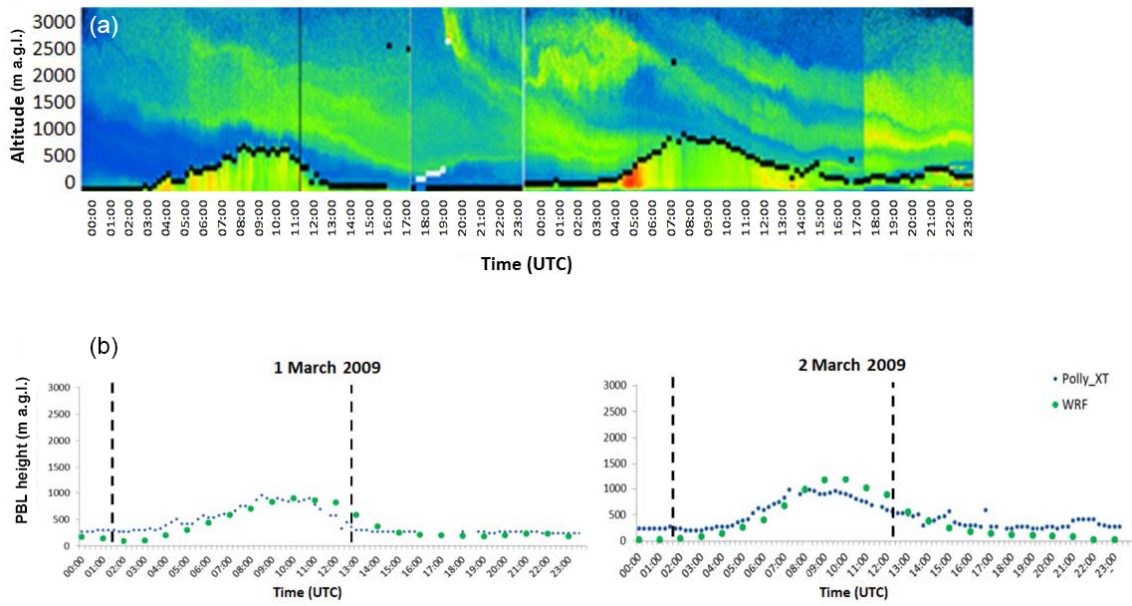 (a)
Altitude (m a.g.l.)
3000
2500
2000
1500
1000
500
0
00:00 01:00 02:00 03:00 04:00 05:00 06:00 07:00 08:00 09:00 10:00 11:00 12:00 13:00 14:00 15:00 16:00 17:00 18:00 19:00 20:00 21:00 22:00 23:00 00:00 01:00 02:00 03:00 04:00 05:00 06:00 07:00 08:00 09:00 10:00 11:00 12:00 13:00 14:00 15:00 16:00 17:00 18:00 19:00 20:00 21:00 22:00 23:00
Time (UTC)
(b)
1 March 2009
PBL height (m a.g.l.)
3000
2500
2000
1500
1000
500
0
00:00 01:00 02:00 03:00 04:00 05:00 06:00 07:00 08:00 09:00 10:00 11:00 12:00 13:00 14:00 15:00 16:00 17:00 18:00 19:00 20:00 21:00 22:00 23:00
Time (UTC)
2 March 2009
3000
2500
2000
1500
1000
500
0
00:00 01:00 02:00 03:00 04:00 05:00 06:00 07:00 08:00 09:00 10:00 11:00 12:00 13:00 14:00 15:00 16:00 17:00 18:00 19:00 20:00 21:00 22:00 23:00
Time (UTC)
Polly_XT
WRF